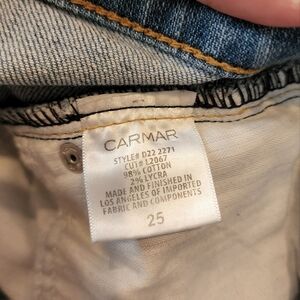 CARMAR
STYLE# D22 2271
CUT# L2067
98% COTTON
2% LYCRA
MADE AND FINISHED IN
LOS ANGELES OF IMPORTED
FABRIC AND COMPONENTS
25